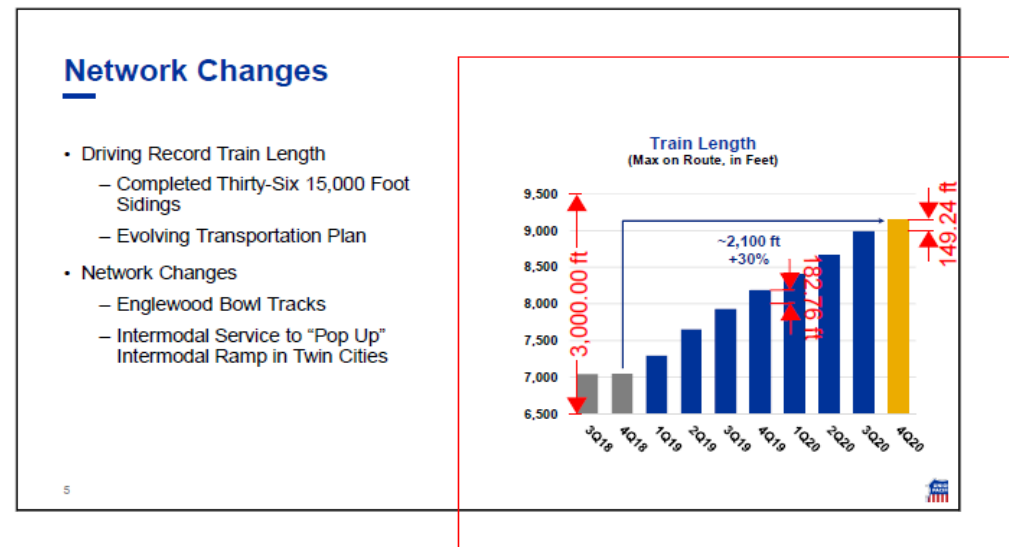 Network Changes
• Driving Record Train Length
– Completed Thirty-Six 15,000 Foot
Sidings
– Evolving Transportation Plan
• Network Changes
– Englewood Bowl Tracks
– Intermodal Service to “Pop Up”
Intermodal Ramp in Twin Cities
5
Train Length
(Max on Route, in Feet)
9,500
9,000
8,500
8,000
7,500
7,000
6,500
3,000.00 ft
~2,100 ft
+30%
182.76 ft
149.24 ft
3Q18
4Q18
1Q19
2Q19
3Q19
4Q19
1Q20
2Q20
3Q20
4Q20